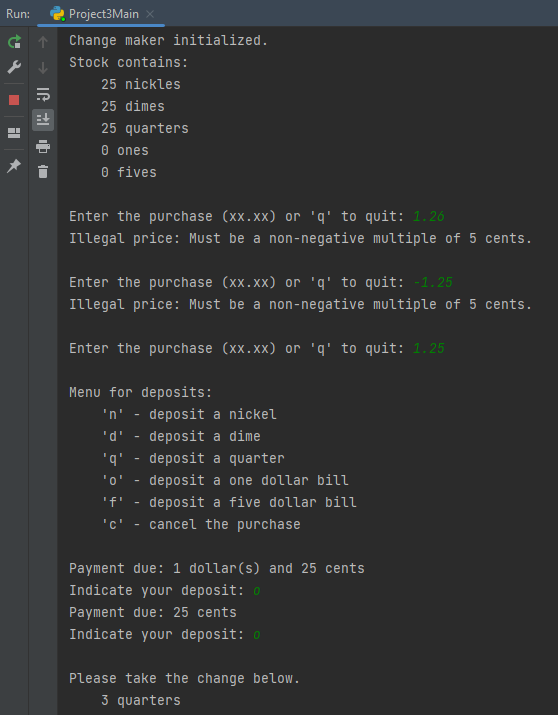 Run: Project3Main
Change maker initialized.
Stock contains:
    25 nickles
    25 dimes
    25 quarters
    0 ones
    0 fives

Enter the purchase (xx.xx) or 'q' to quit: 1.26
Illegal price: Must be a non-negative multiple of 5 cents.

Enter the purchase (xx.xx) or 'q' to quit: -1.25
Illegal price: Must be a non-negative multiple of 5 cents.

Enter the purchase (xx.xx) or 'q' to quit: 1.25

Menu for deposits:
    'n' - deposit a nickel
    'd' - deposit a dime
    'q' - deposit a quarter
    'o' - deposit a one dollar bill
    'f' - deposit a five dollar bill
    'c' - cancel the purchase

Payment due: 1 dollar(s) and 25 cents
Indicate your deposit: o
Payment due: 25 cents
Indicate your deposit: o

Please take the change below.
    3 quarters